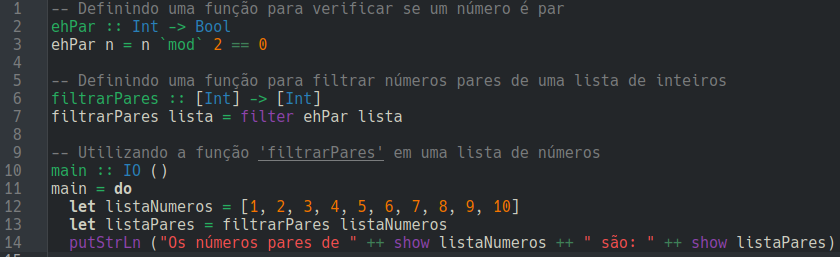 1 -- Definindo uma função para verificar se um número é par
2 ehPar :: Int -> Bool
3 ehPar n = n `mod` 2 == 0
4
5 -- Definindo uma função para filtrar números pares de uma lista de inteiros
6 filtrarPares :: [Int] -> [Int]
7 filtrarPares lista = filter ehPar lista
8
9 -- Utilizando a função 'filtrarPares' em uma lista de números
10 main :: IO ()
11 main = do
12   let listaNumeros = [1, 2, 3, 4, 5, 6, 7, 8, 9, 10]
13   let listaPares = filtrarPares listaNumeros
14   putStrLn ("Os números pares de " ++ show listaNumeros ++ " são: " ++ show listaPares)